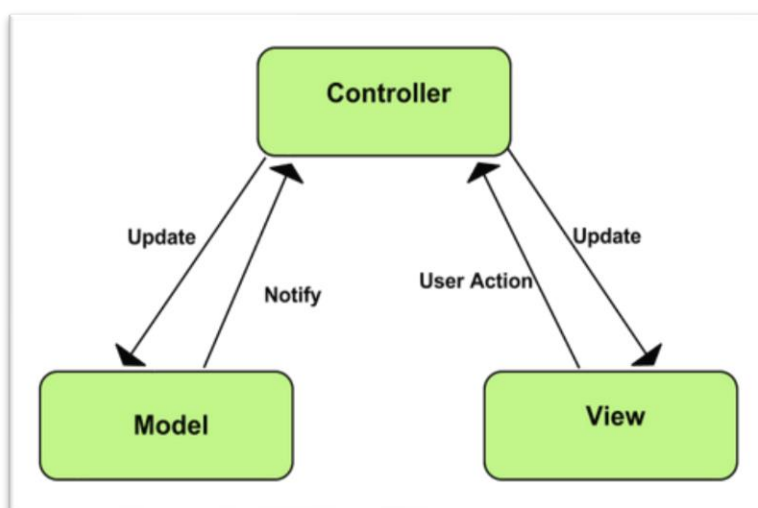 Controller
Update
Update
User Action
Notify
Model
View